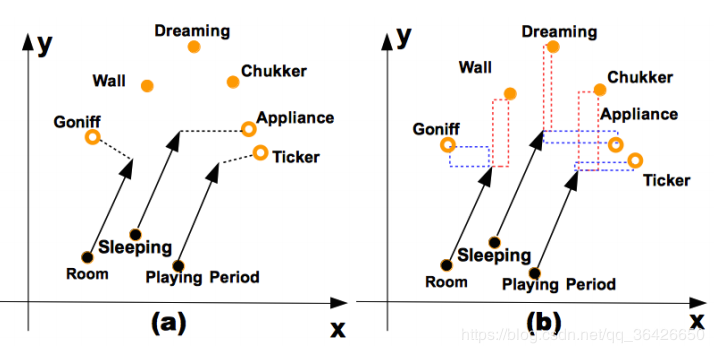 y
Dreaming
Wall
Chukker
Goniff
Appliance
Ticker
Sleeping
Room
Playing Period
(a)
x
y
Dreaming
Wall
Chukker
Goniff
Appliance
Ticker
Sleeping
Room
Playing Period
(b)
x
https://blog.csdn.net/qq_36426650